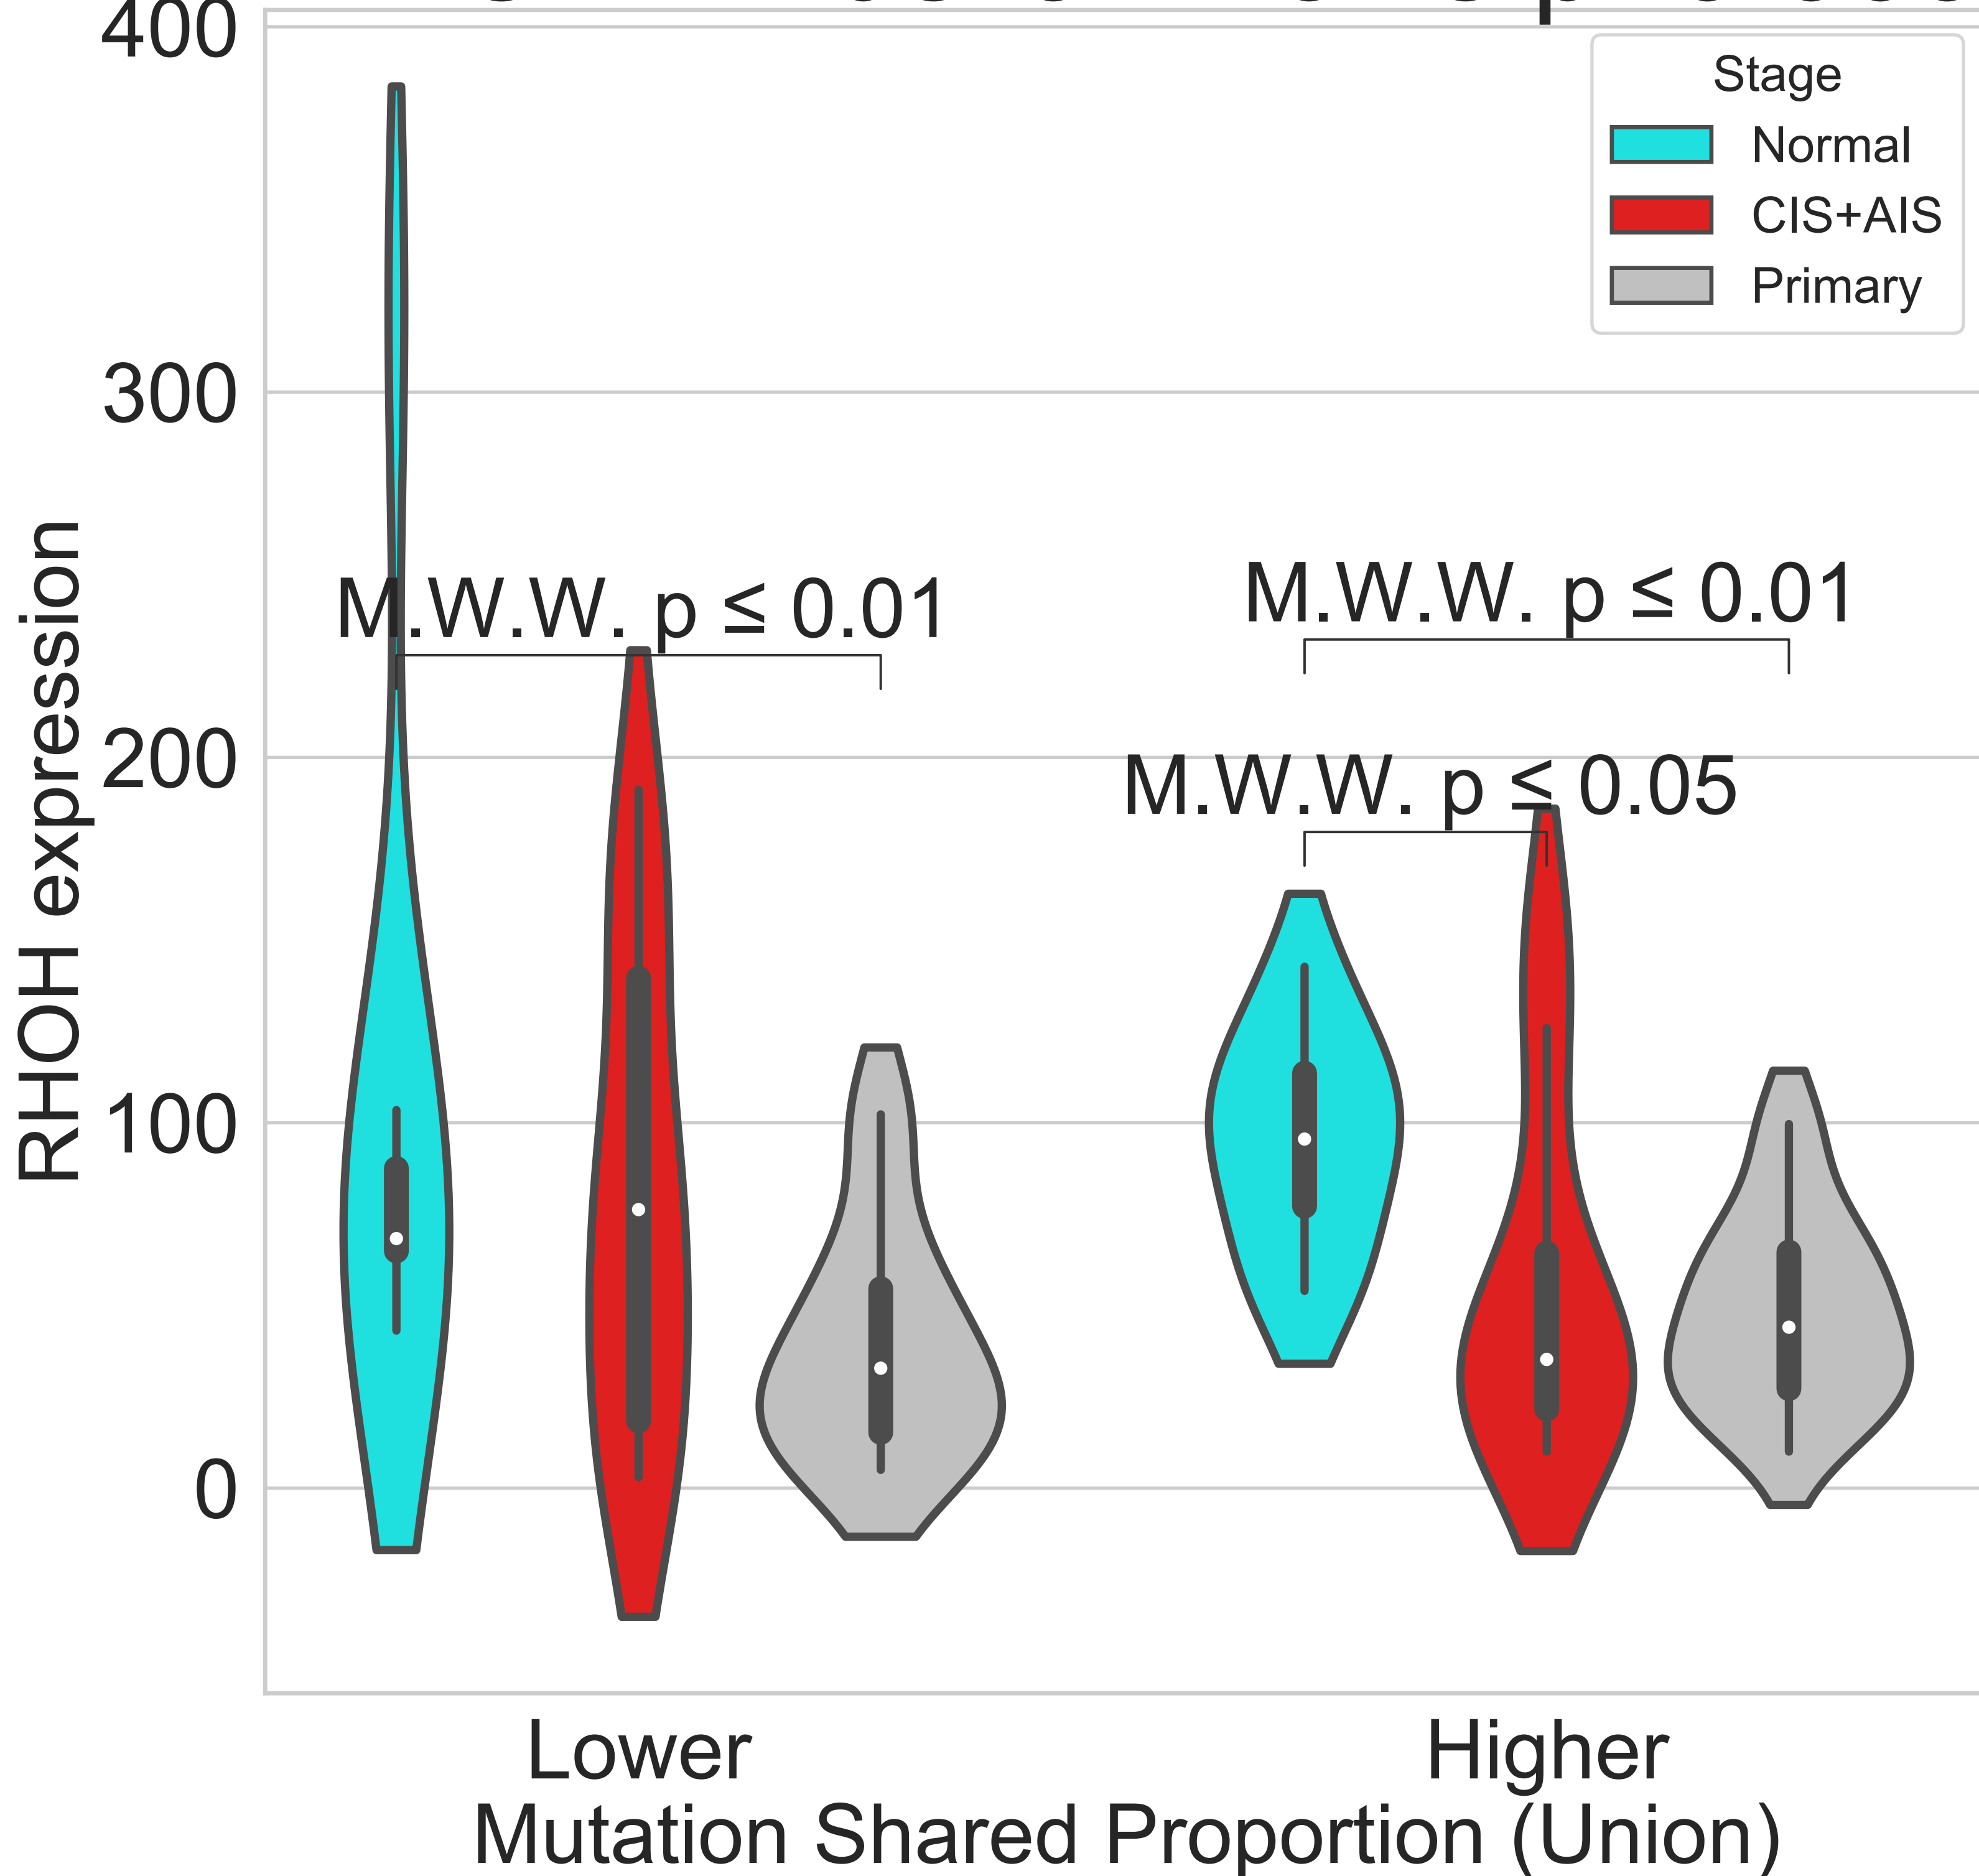 400
Stage
Normal
CIS+AIS
Primary
300
M.W.W. p ≤ 0.01
M.W.W. p ≤ 0.01
200
M.W.W. p ≤ 0.05
100
0
RHOH expression
Lower
Higher
Mutation Shared Proportion (Union)